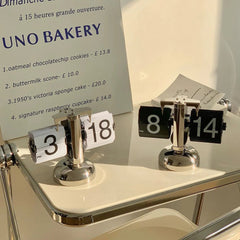 Dimanche
à 15 heures grande ouverture.
UNO BAKERY
1.oatmeal chocolatechip cookies - £ 13.8
2. buttermilk scone - £ 10.0
3.1950's victoria sponge cake - £20.0
4. signature raspberry cupcake - £14.0
3 18
8 14